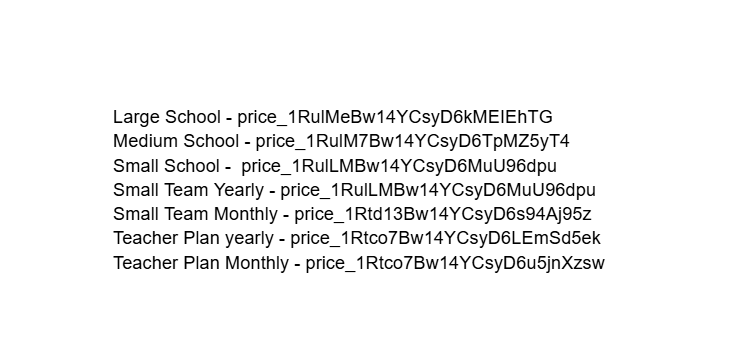 Large School - price_1RulMeBw14YCsyD6kMEIEhTG
Medium School - price_1RulM7Bw14YCsyD6TpMZ5yT4
Small School -  price_1RulLMBw14YCsyD6MuU96dpu
Small Team Yearly - price_1RulLMBw14YCsyD6MuU96dpu
Small Team Monthly - price_1Rtd13Bw14YCsyD6s94Aj95z
Teacher Plan yearly - price_1Rtco7Bw14YCsyD6LEmSd5ek
Teacher Plan Monthly - price_1Rtco7Bw14YCsyD6u5jnXzsw